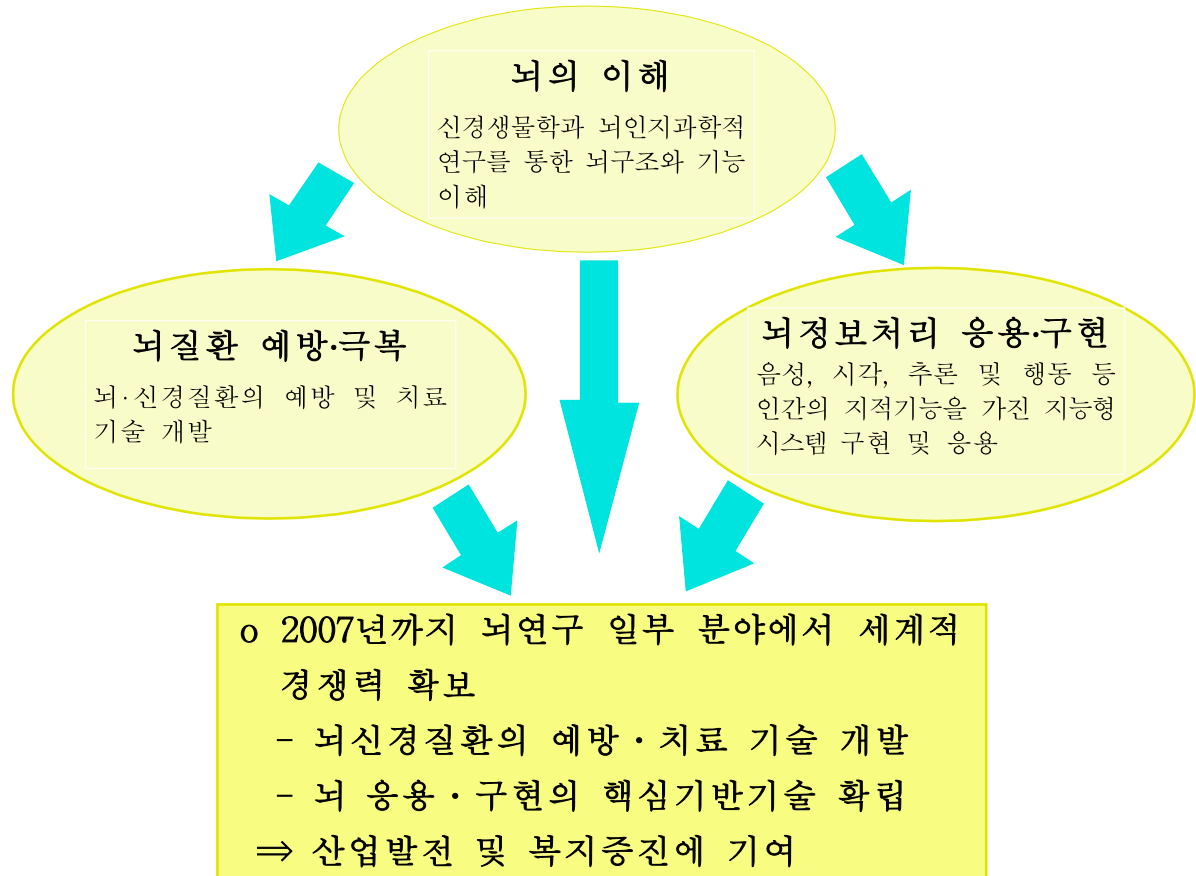 뇌의 이해
신경생물학과 뇌인지과학적
연구를 통한 뇌구조와 기능
이해
뇌질환 예방·극복
뇌·신경질환의 예방 및 치료
기술 개발
뇌정보처리 응용·구현
음성, 시각, 추론 및 행동 등
인간의 지적기능을 가진 지능형
시스템 구현 및 응용
o 2007년까지 뇌연구 일부 분야에서 세계적
경쟁력 확보
- 뇌신경질환의 예방·치료 기술 개발
- 뇌 응용·구현의 핵심기반기술 확립
⇒ 산업발전 및 복지증진에 기여